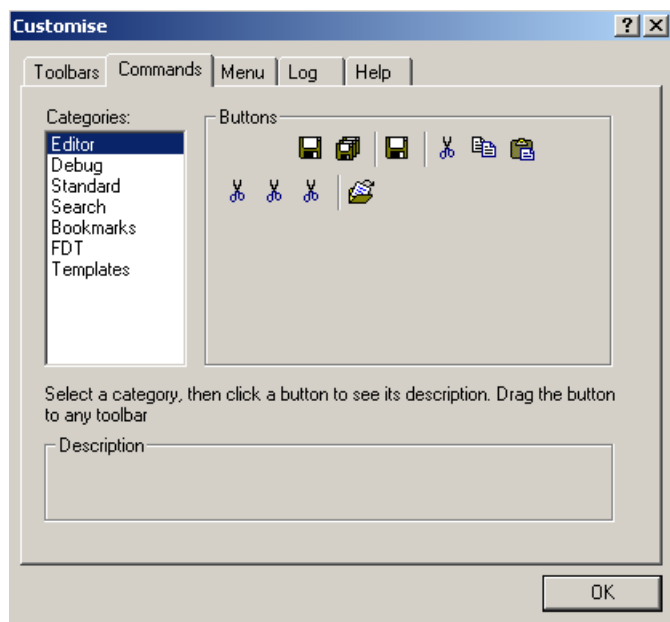 Customise
Toolbars Commands Menu Log Help
Categories:
Buttons
Editor
Debug
Standard
Search
Bookmarks
FDT
Templates
Select a category, then click a button to see its description. Drag the button
to any toolbar
Description
OK